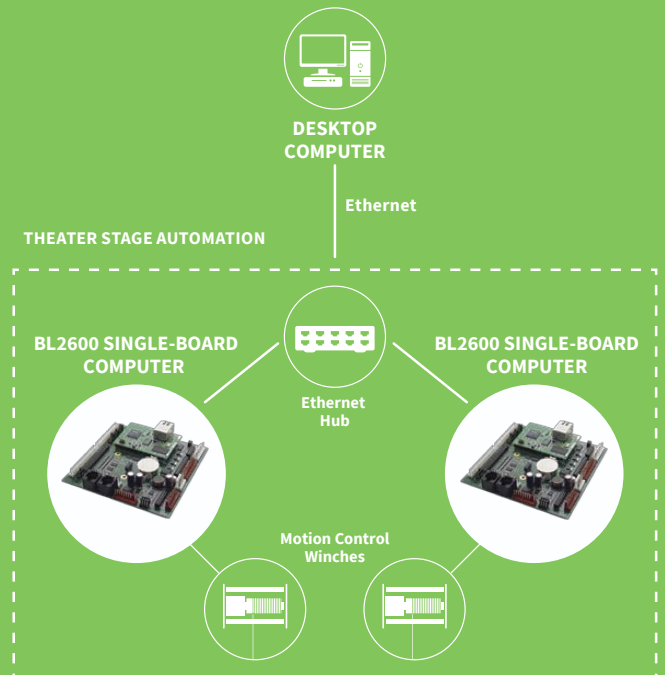 DESKTOP
COMPUTER
Ethernet
THEATER STAGE AUTOMATION
BL2600 SINGLE-BOARD
COMPUTER
BL2600 SINGLE-BOARD
COMPUTER
Ethernet
Hub
Motion Control
Winches